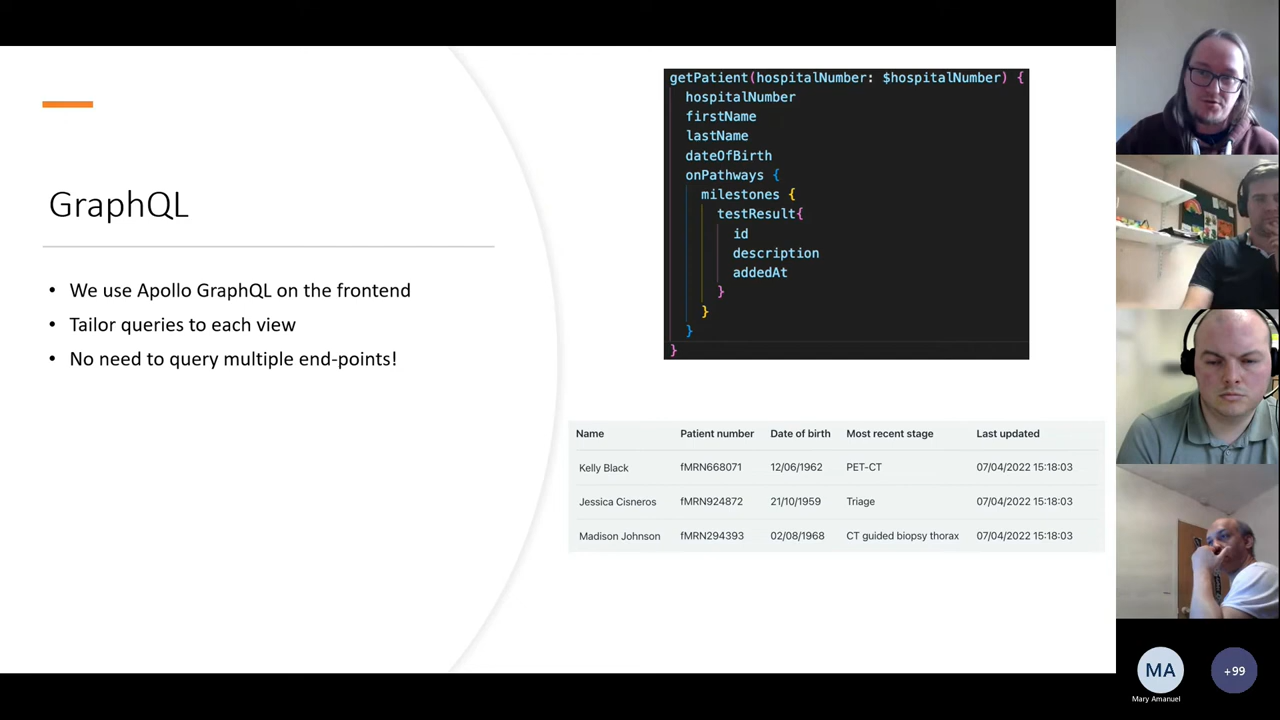 GraphQL
• We use Apollo GraphQL on the frontend
• Tailor queries to each view
• No need to query multiple end-points!
getPatient(hospitalNumber: $hospitalNumber) {
hospitalNumber
firstName
lastName
dateOfBirth
onPathways {
milestones {
testResult{
id
description
addedAt
}
}
}
}
Name Patient number Date of birth Most recent stage Last updated
Kelly Black fMRN668071 12/06/1962 PET-CT 07/04/2022 15:18:03
Jessica Cisneros fMRN924872 21/10/1959 Triage 07/04/2022 15:18:03
Madison Johnson fMRN294393 02/08/1968 CT guided biopsy thorax 07/04/2022 15:18:03
MA
Mary Amanuel
+99